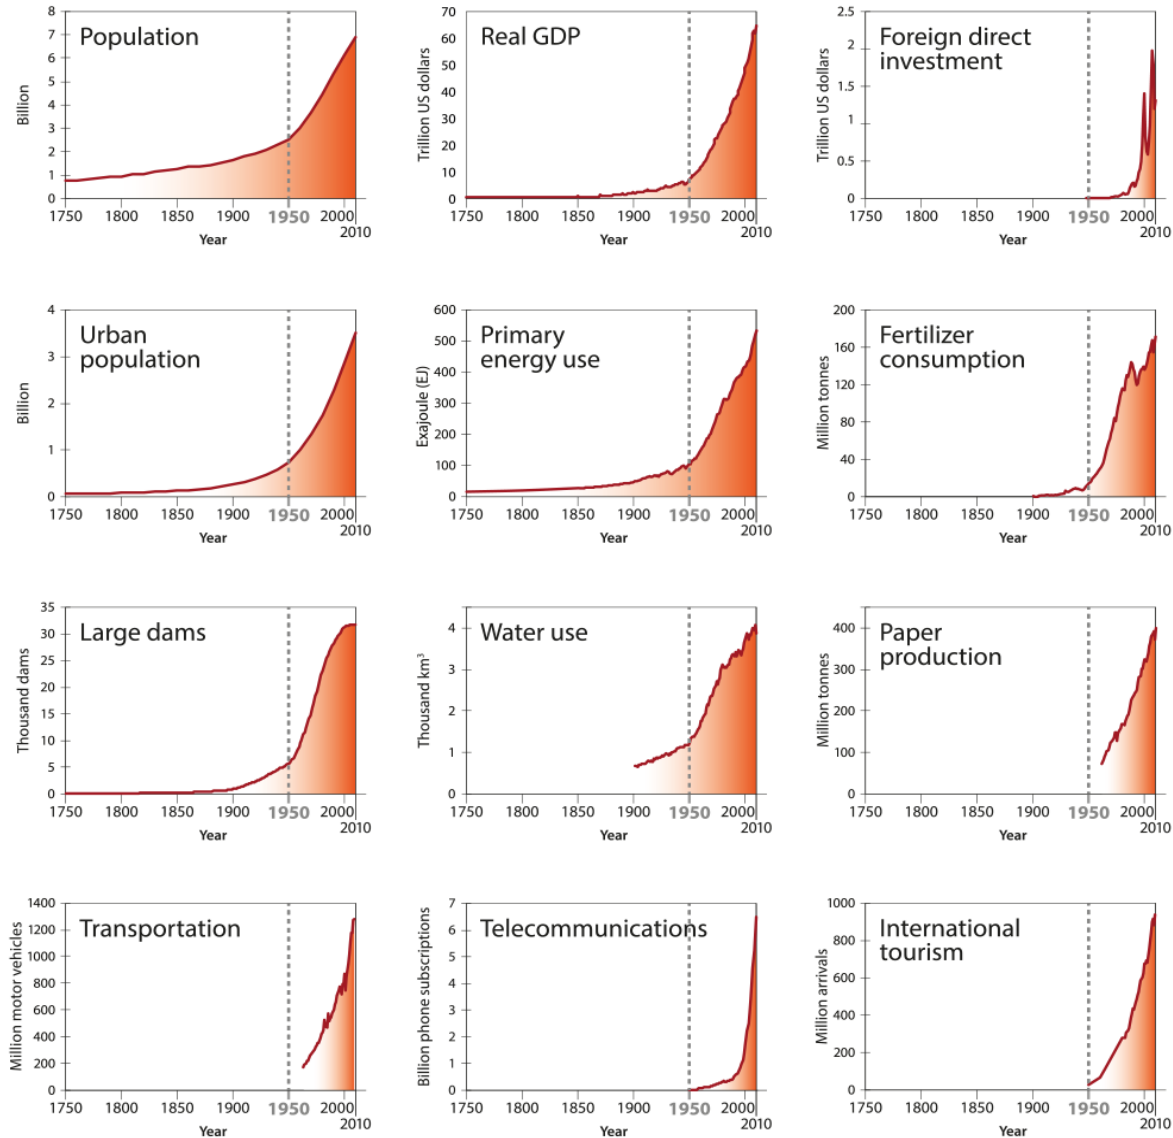 Population
Billion
8
7
6
5
4
3
2
1
0
1750 1800 1850 1900 1950 2000
2010
Year
Real GDP
Trillion US dollars
70
60
50
40
30
20
10
0
1750 1800 1850 1900 1950 2000
2010
Year
Foreign direct
investment
Trillion US dollars
2.5
2
1.5
1
0.5
0
1750 1800 1850 1900 1950 2000
2010
Year
Urban
population
Billion
4
3
2
1
0
1750 1800 1850 1900 1950 2000
2010
Year
Primary
energy use
Exajoule (EJ)
600
500
400
300
200
100
0
1750 1800 1850 1900 1950 2000
2010
Year
Fertilizer
consumption
Million tonnes
200
160
120
80
40
0
1750 1800 1850 1900 1950 2000
2010
Year
Large dams
Thousand dams
35
30
25
20
15
10
5
0
1750 1800 1850 1900 1950 2000
2010
Year
Water use
Thousand km³
4
3
2
1
0
1750 1800 1850 1900 1950 2000
2010
Year
Paper
production
Million tonnes
400
300
200
100
0
1750 1800 1850 1900 1950 2000
2010
Year
Transportation
Million motor vehicles
1400
1200
1000
800
600
400
200
0
1750 1800 1850 1900 1950 2000
2010
Year
Telecommunications
Billion phone subscriptions
7
6
5
4
3
2
1
0
1750 1800 1850 1900 1950 2000
2010
Year
International
tourism
Million arrivals
1000
800
600
400
200
0
1750 1800 1850 1900 1950 2000
2010
Year